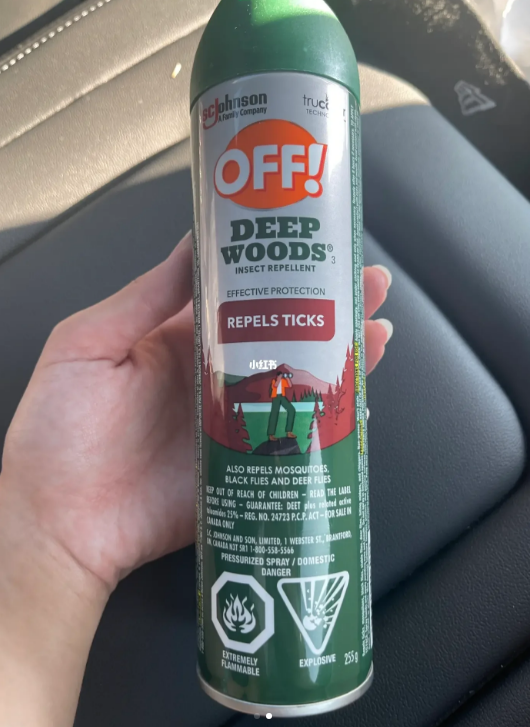 scJohnson
A Family Company
OFF!
DEEP
WOODS®
3
INSECT REPELLENT
EFFECTIVE PROTECTION
REPELS TICKS
小红书
ALSO REPELS MOSQUITOES,
BLACK FLIES AND DEER FLIES
KEEP OUT OF REACH OF CHILDREN – READ THE LABEL
BEFORE USING – GUARANTEE: DEET plus related active
toluamides 25% – REG. NO. 24723 P.C.P. ACT – FOR SALE IN
CANADA ONLY
S.C. JOHNSON AND SON, LIMITED, 1 WEBSTER ST., BRANTFORD,
ON, CANADA N3T 5R1 1-800-558-5566
PRESSURIZED SPRAY / DOMESTIC
DANGER
EXTREMELY
FLAMMABLE
EXPLOSIVE
255 g